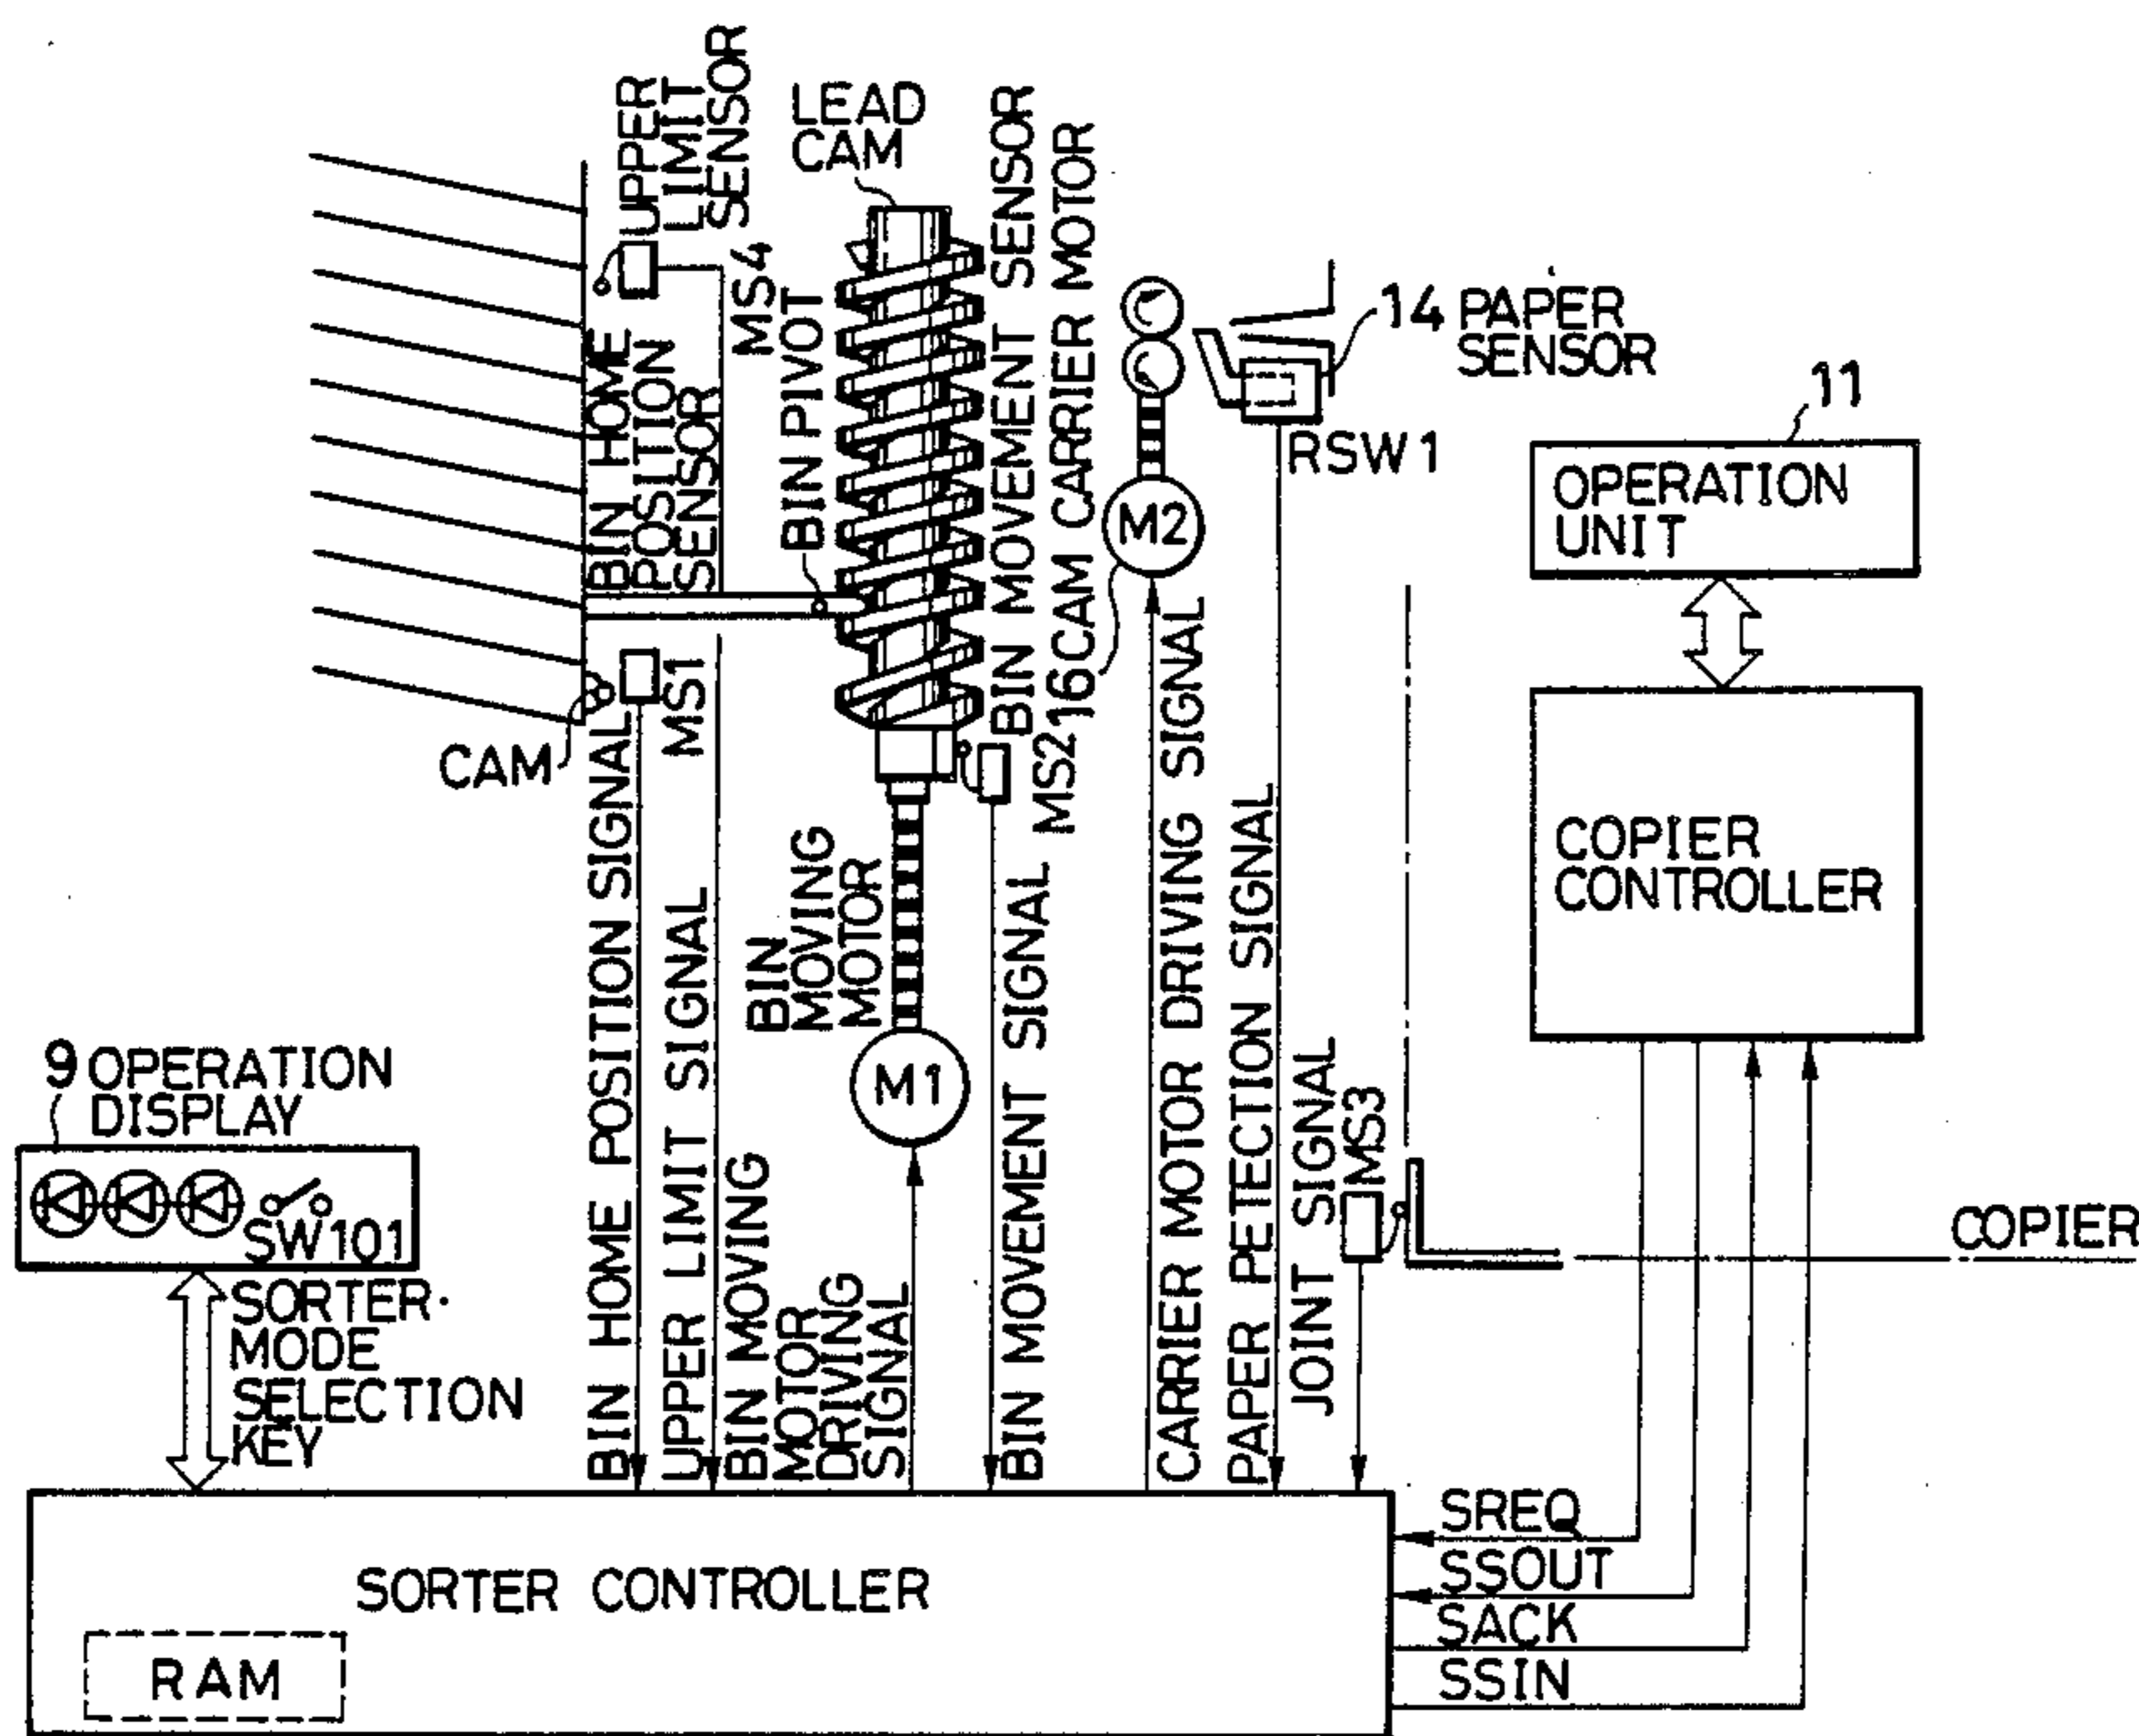 UPPER
LIMIT
SENSOR
LEAD
CAM
MS4
BIN HOME
POSITION
SENSOR
BIN PIVOT
BIN MOVEMENT SENSOR
MS2
16 CAM CARRIER MOTOR
M2
14 PAPER
SENSOR
RSW1
11
OPERATION
UNIT
COPIER
CONTROLLER
MS1
CAM
BIN
MOVING
MOTOR
M1
9 OPERATION
DISPLAY
SW101
SORTER·
MODE
SELECTION
KEY
BIN HOME POSITION SIGNAL
UPPER LIMIT SIGNAL
BIN MOVING
MOTOR
DRIVING
SIGNAL
BIN MOVEMENT SIGNAL
CARRIER MOTOR DRIVING SIGNAL
PAPER PETECTION SIGNAL
JOINT SIGNAL
MS3
COPIER
SREQ
SSOUT
SACK
SSIN
SORTER CONTROLLER
RAM